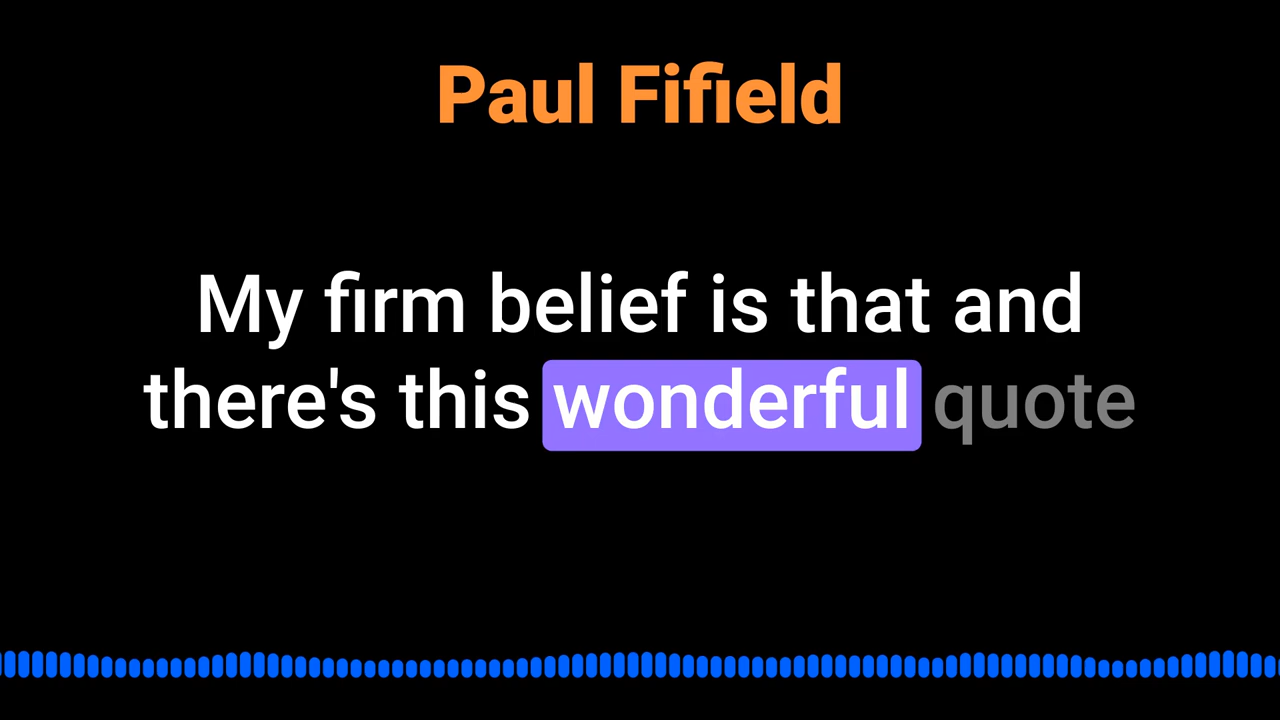 Paul Fifield
My firm belief is that and
there's this wonderful quote